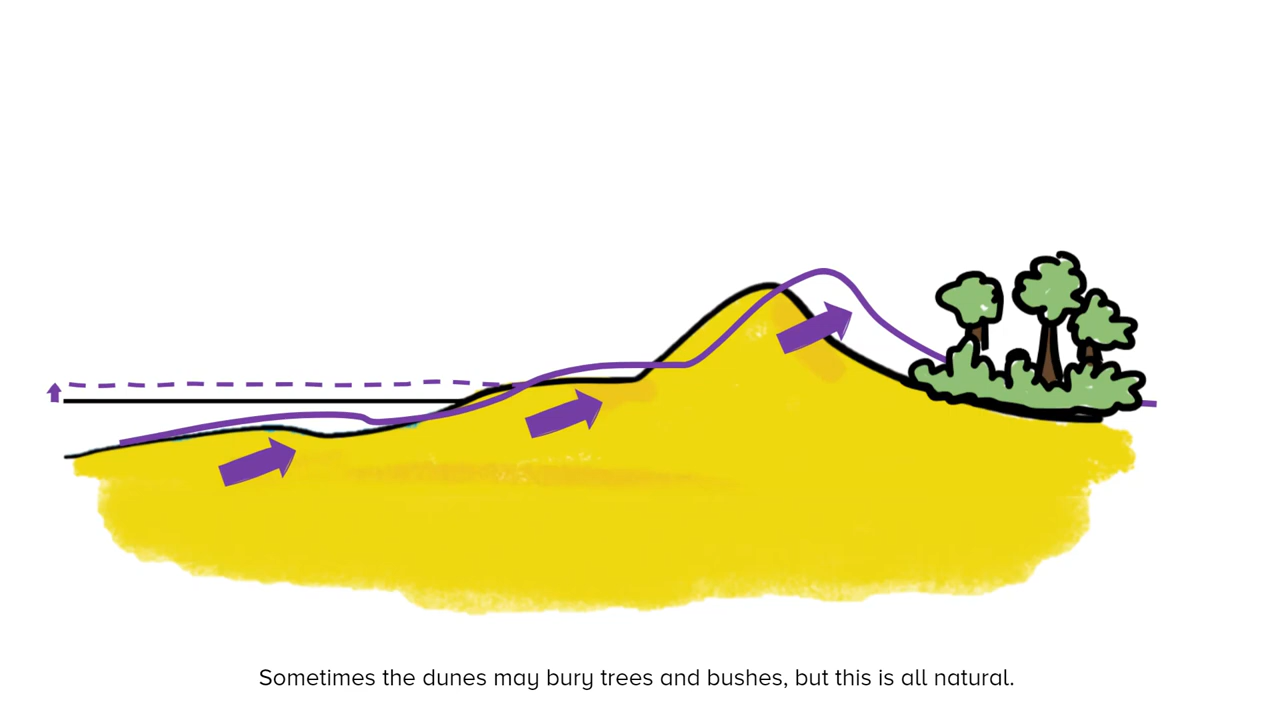 Sometimes the dunes may bury trees and bushes, but this is all natural.